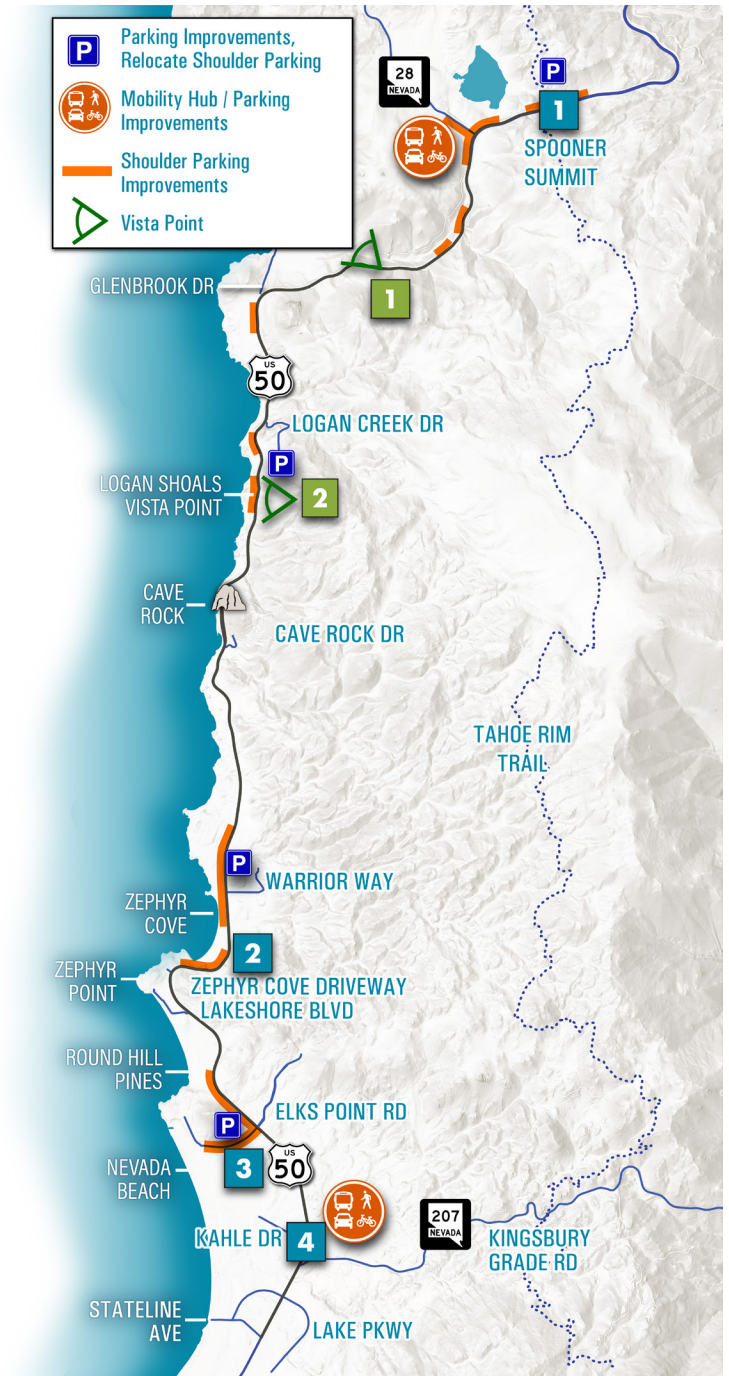 P
Parking Improvements,
Relocate Shoulder Parking
Mobility Hub / Parking
Improvements
Shoulder Parking
Improvements
Vista Point
28
NEVADA
P
1
SPOONER
SUMMIT
GLENBROOK DR
1
US
50
LOGAN CREEK DR
P
LOGAN SHOALS
VISTA POINT
2
CAVE
ROCK
CAVE ROCK DR
TAHOE RIM
TRAIL
P
WARRIOR WAY
ZEPHYR
COVE
2
ZEPHYR
POINT
ZEPHYR COVE DRIVEWAY
LAKESHORE BLVD
ROUND HILL
PINES
ELKS POINT RD
P
NEVADA
BEACH
3
US
50
207
NEVADA
KAHLE DR
4
KINGSBURY
GRADE RD
STATELINE
AVE
LAKE PKWY